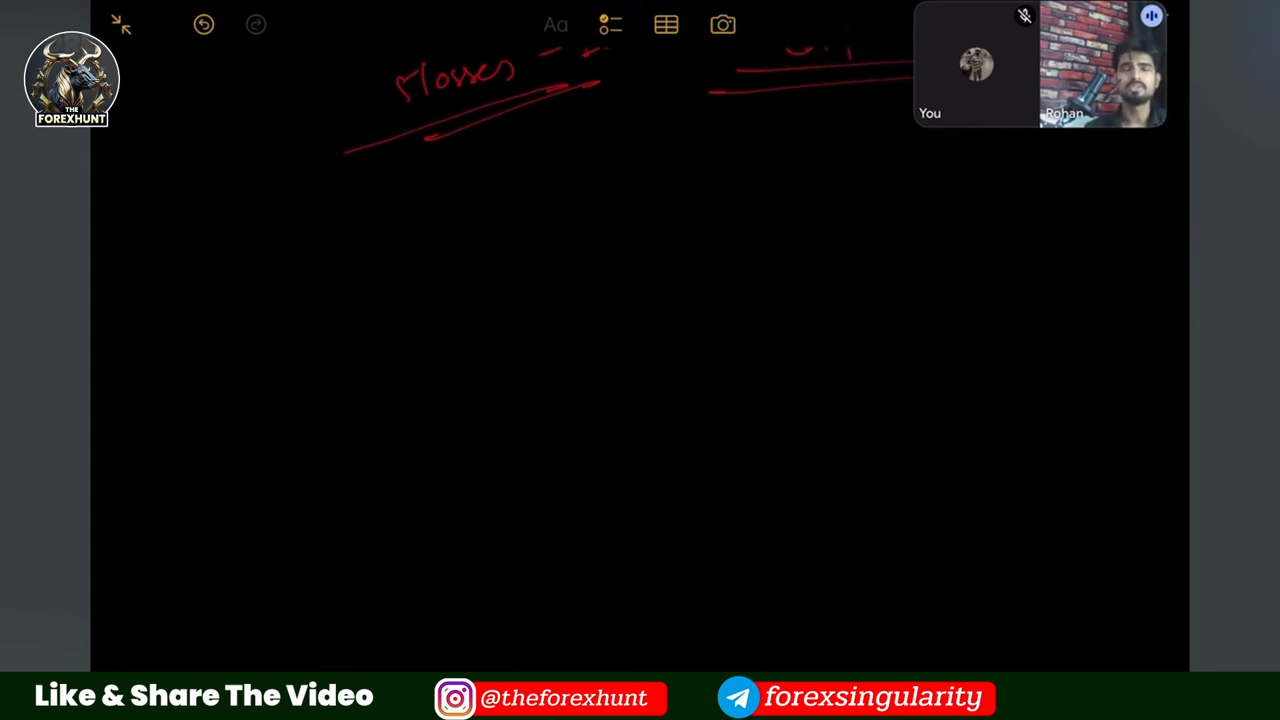 Aa
You
Rohan
losses
THE
FOREXHUNT
Like & Share The Video
@theforexhunt
forexsingularity